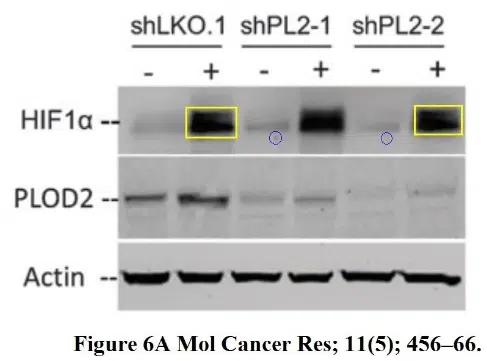 shLKO.1 shPL2-1 shPL2-2
- + - + - +
HIF1α --
PLOD2 --
Actin --
Figure 6A Mol Cancer Res; 11(5); 456–66.